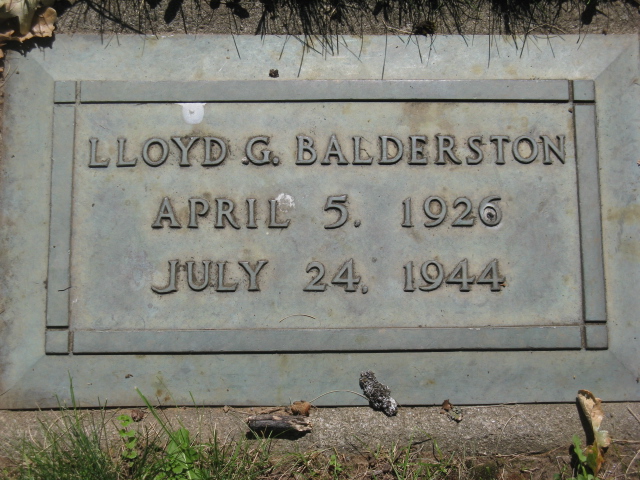 LLOYD G. BALDERSTON
APRIL 5, 1926
JULY 24, 1944